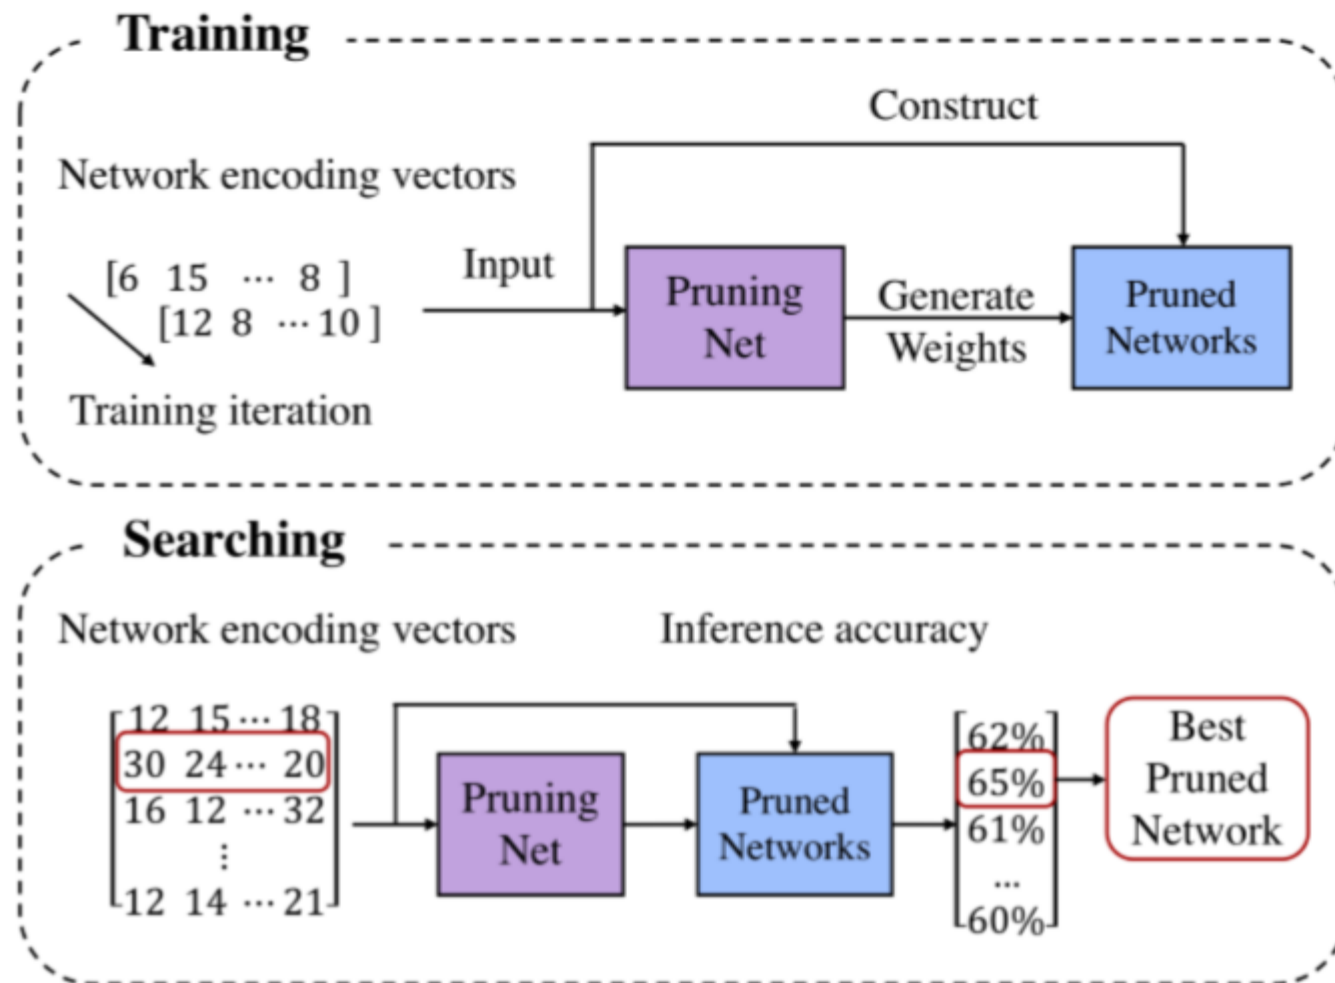 Training
Construct
Network encoding vectors
Input
[6 15 ··· 8 ]
[12 8 ··· 10 ]
Training iteration
Pruning
Net
Generate
Weights
Pruned
Networks
Searching
Network encoding vectors
Inference accuracy
12 15 ··· 18
30 24 ··· 20
16 12 ··· 32
⋮
12 14 ··· 21
Pruning
Net
Pruned
Networks
62%
65%
61%
...
60%
Best
Pruned
Network